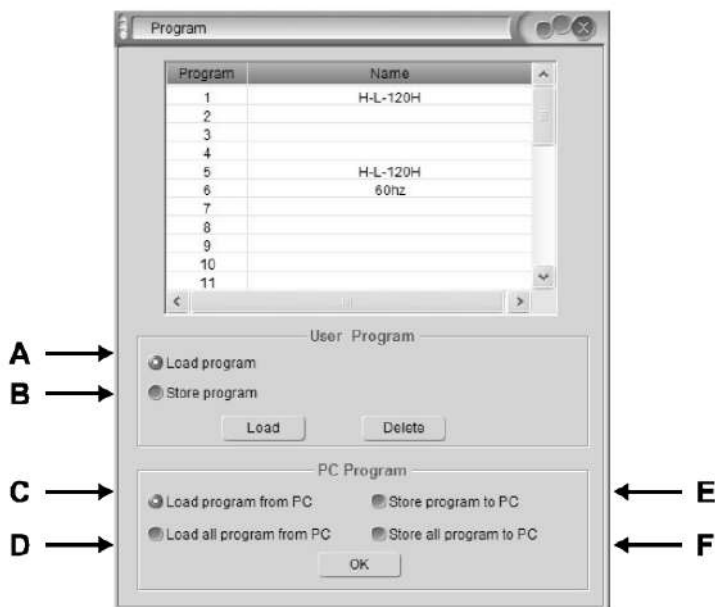 Program
Program Name
1 H-L-120H
2
3
4
5 H-L-120H
6 60hz
7
8
9
10
11
User Program
A Load program
B Store program
Load Delete
PC Program
C Load program from PC Store program to PC E
D Load all program from PC Store all program to PC F
OK